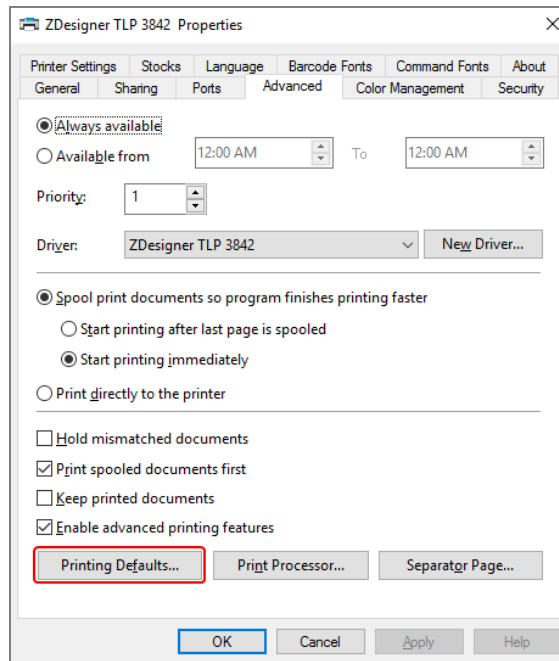 ZDesigner TLP 3842 Properties
Printer Settings Stocks Language Barcode Fonts Command Fonts About
General Sharing Ports Advanced Color Management Security
Always available
Available from 12:00 AM To 12:00 AM
Priority: 1
Driver: ZDesigner TLP 3842 New Driver...
Spool print documents so program finishes printing faster
Start printing after last page is spooled
Start printing immediately
Print directly to the printer
Hold mismatched documents
Print spooled documents first
Keep printed documents
Enable advanced printing features
Printing Defaults... Print Processor... Separator Page...
OK Cancel Apply Help